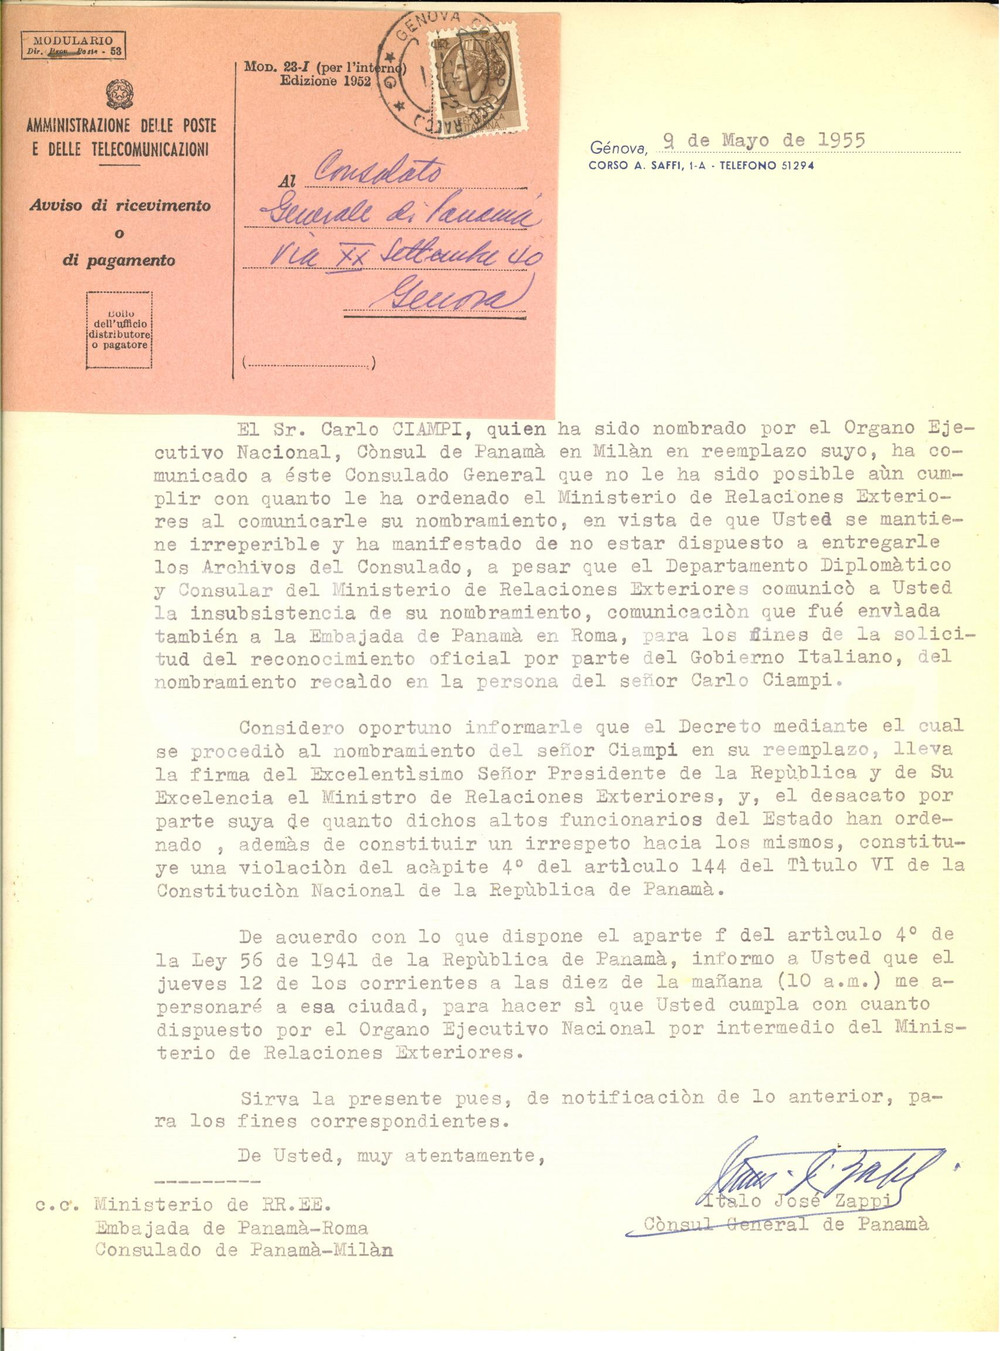 MODULARIO
Dir. Prov. Poste - 53
AMMINISTRAZIONE DELLE POSTE
E DELLE TELECOMUNICAZIONI
Avviso di ricevimento
o
di pagamento
Bollo
dell'ufficio
distributore
o pagatore
Mod. 23-I (per l'interno)
Edizione 1952
GENOVA
Al Consolato
Generale di Panamá
Via XX Settembre 40
Genova
(....................)
Génova, 9 de Mayo de 1955
CORSO A. SAFFI, 1-A - TELEFONO 51294
El Sr. Carlo CIAMPI, quien ha sido nombrado por el Organo Eje-
cutivo Nacional, Cònsul de Panamà en Milàn en reemplazo suyo, ha co-
municado a éste Consulado General que no le ha sido posible aùn cum-
plir con quanto le ha ordenado el Ministerio de Relaciones Exterio-
res al comunicarle su nombramiento, en vista de que Usted se mantie-
ne irreperible y ha manifestado de no estar dispuesto a entregarle
los Archivos del Consulado, a pesar que el Departamento Diplomàtico
y Consular del Ministerio de Relaciones Exteriores comunicò a Usted
la insubsistencia de su nombramiento, comunicaciòn que fué envìada
también a la Embajada de Panamà en Roma, para los fines de la solici-
tud del reconocimiento oficial por parte del Gobierno Italiano, del
nombramiento recaìdo en la persona del señor Carlo Ciampi.
Considero oportuno informarle que el Decreto mediante el cual
se procediò al nombramiento del señor Ciampi en su reemplazo, lleva
la firma del Excelentìsimo Señor Presidente de la Repùblica y de Su
Excelencia el Ministro de Relaciones Exteriores, y, el desacato por
parte suya de quanto dichos altos funcionarios del Estado han orde-
nado , ademàs de constituir un irrespeto hacia los mismos, constitu-
ye una violaciòn del acàpite 4° del artìculo 144 del Tìtulo VI de la
Constituciòn Nacional de la Repùblica de Panamà.
De acuerdo con lo que dispone el aparte f del artìculo 4° de
la Ley 56 de 1941 de la Repùblica de Panamà, informo a Usted que el
jueves 12 de los corrientes a las diez de la mañana (10 a.m.) me a-
personaré a esa ciudad, para hacer sì que Usted cumpla con cuanto
dispuesto por el Organo Ejecutivo Nacional por intermedio del Minis-
terio de Relaciones Exteriores.
Sirva la presente pues, de notificaciòn de lo anterior, pa-
ra los fines correspondientes.
De Usted, muy atentamente,
Italo José Zappi
Cònsul General de Panamà
c.c. Ministerio de RR.EE.
Embajada de Panamà-Roma
Consulado de Panamà-Milàn